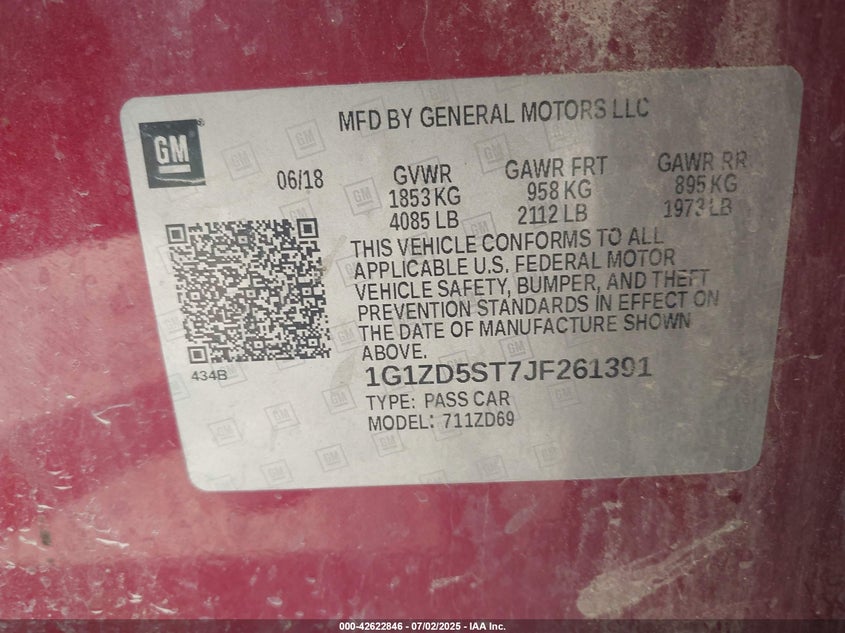 MFD BY GENERAL MOTORS LLC
GM
06/18
GVWR
1853 KG
4085 LB
GAWR FRT
958 KG
2112 LB
GAWR RR
895 KG
1973 LB
THIS VEHICLE CONFORMS TO ALL
APPLICABLE U.S. FEDERAL MOTOR
VEHICLE SAFETY, BUMPER, AND THEFT
PREVENTION STANDARDS IN EFFECT ON
THE DATE OF MANUFACTURE SHOWN
ABOVE.
434B
1G1ZD5ST7JF261391
TYPE: PASS CAR
MODEL: 711ZD69
000-42622846 - 07/02/2025 - IAA Inc.